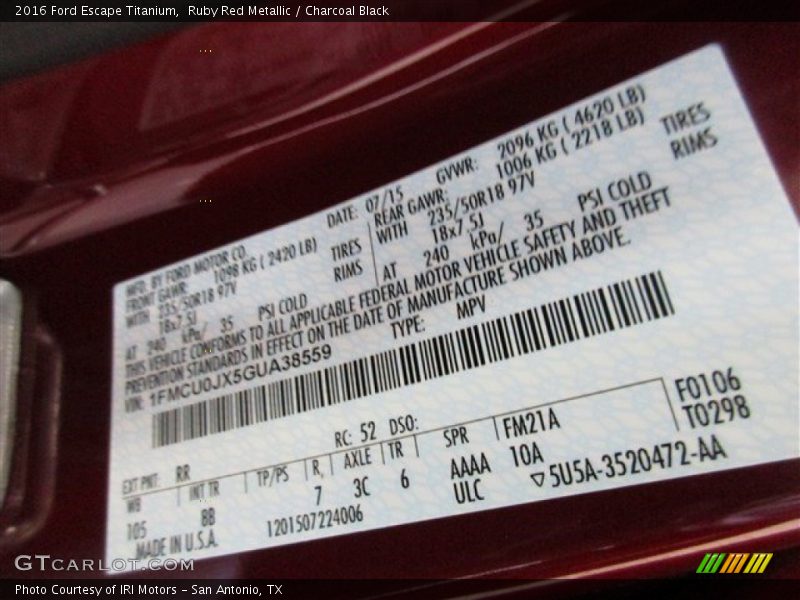 2016 Ford Escape Titanium,  Ruby Red Metallic / Charcoal Black
MFD. BY FORD MOTOR CO.
DATE: 07/15
GVWR: 2096 KG ( 4620 LB)
FRONT GAWR: 1098 KG ( 2420 LB)
REAR GAWR: 1006 KG ( 2218 LB)
WITH 235/50R18 97V TIRES
WITH 235/50R18 97V TIRES
18x7.5J RIMS
18x7.5J RIMS
AT 240 kPa/ 35 PSI COLD
AT 240 kPa/ 35 PSI COLD
THIS VEHICLE CONFORMS TO ALL APPLICABLE FEDERAL MOTOR VEHICLE SAFETY AND THEFT
PREVENTION STANDARDS IN EFFECT ON THE DATE OF MANUFACTURE SHOWN ABOVE.
VIN: 1FMCU0JX5GUA38559
TYPE: MPV
EXT PNT: RR RC: 52 DSO:
F0106
T0298
WB INT TR TP/PS R. AXLE TR SPR FM21A
105 BB 7 3C 6 AAAA 10A
ULC
MADE IN U.S.A. 1201507224006
▽5U5A-3520472-AA
GTCARLOT.COM
Photo Courtesy of IRI Motors - San Antonio, TX